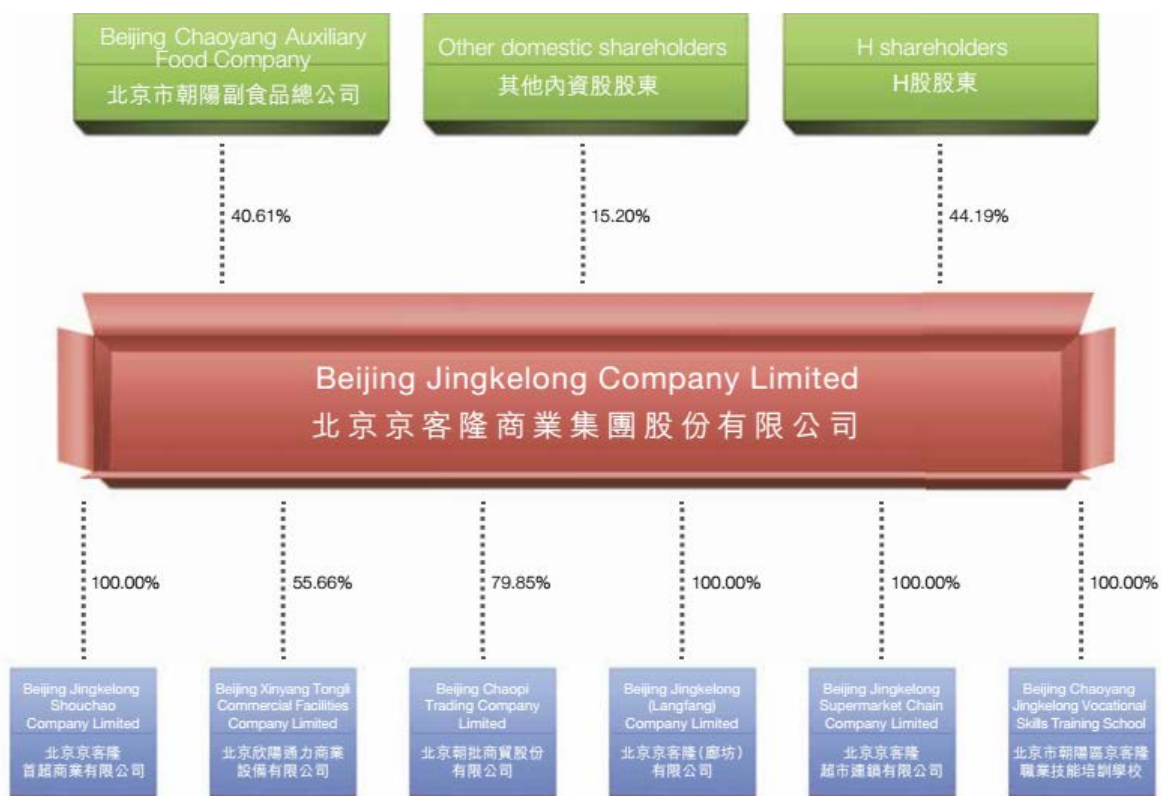 Beijing Chaoyang Auxiliary
Food Company
北京市朝陽副食品總公司
Other domestic shareholders
其他內資股股東
H shareholders
H股股東
40.61%
15.20%
44.19%
Beijing Jingkelong Company Limited
北京京客隆商業集團股份有限公司
100.00%
55.66%
79.85%
100.00%
100.00%
100.00%
Beijing Jingkelong
Shouchao
Company Limited
北京京客隆
首超商業有限公司
Beijing Xinyang Tongli
Commercial Facilities
Company Limited
北京欣陽通力商業
設備有限公司
Beijing Chaopi
Trading Company
Limited
北京朝批商貿股份
有限公司
Beijing Jingkelong
(Langfang)
Company Limited
北京京客隆(廊坊)
有限公司
Beijing Jingkelong
Supermarket Chain
Company Limited
北京京客隆
超市連鎖有限公司
Beijing Chaoyang
Jingkelong Vocational
Skills Training School
北京市朝陽區京客隆
職業技能培訓學校